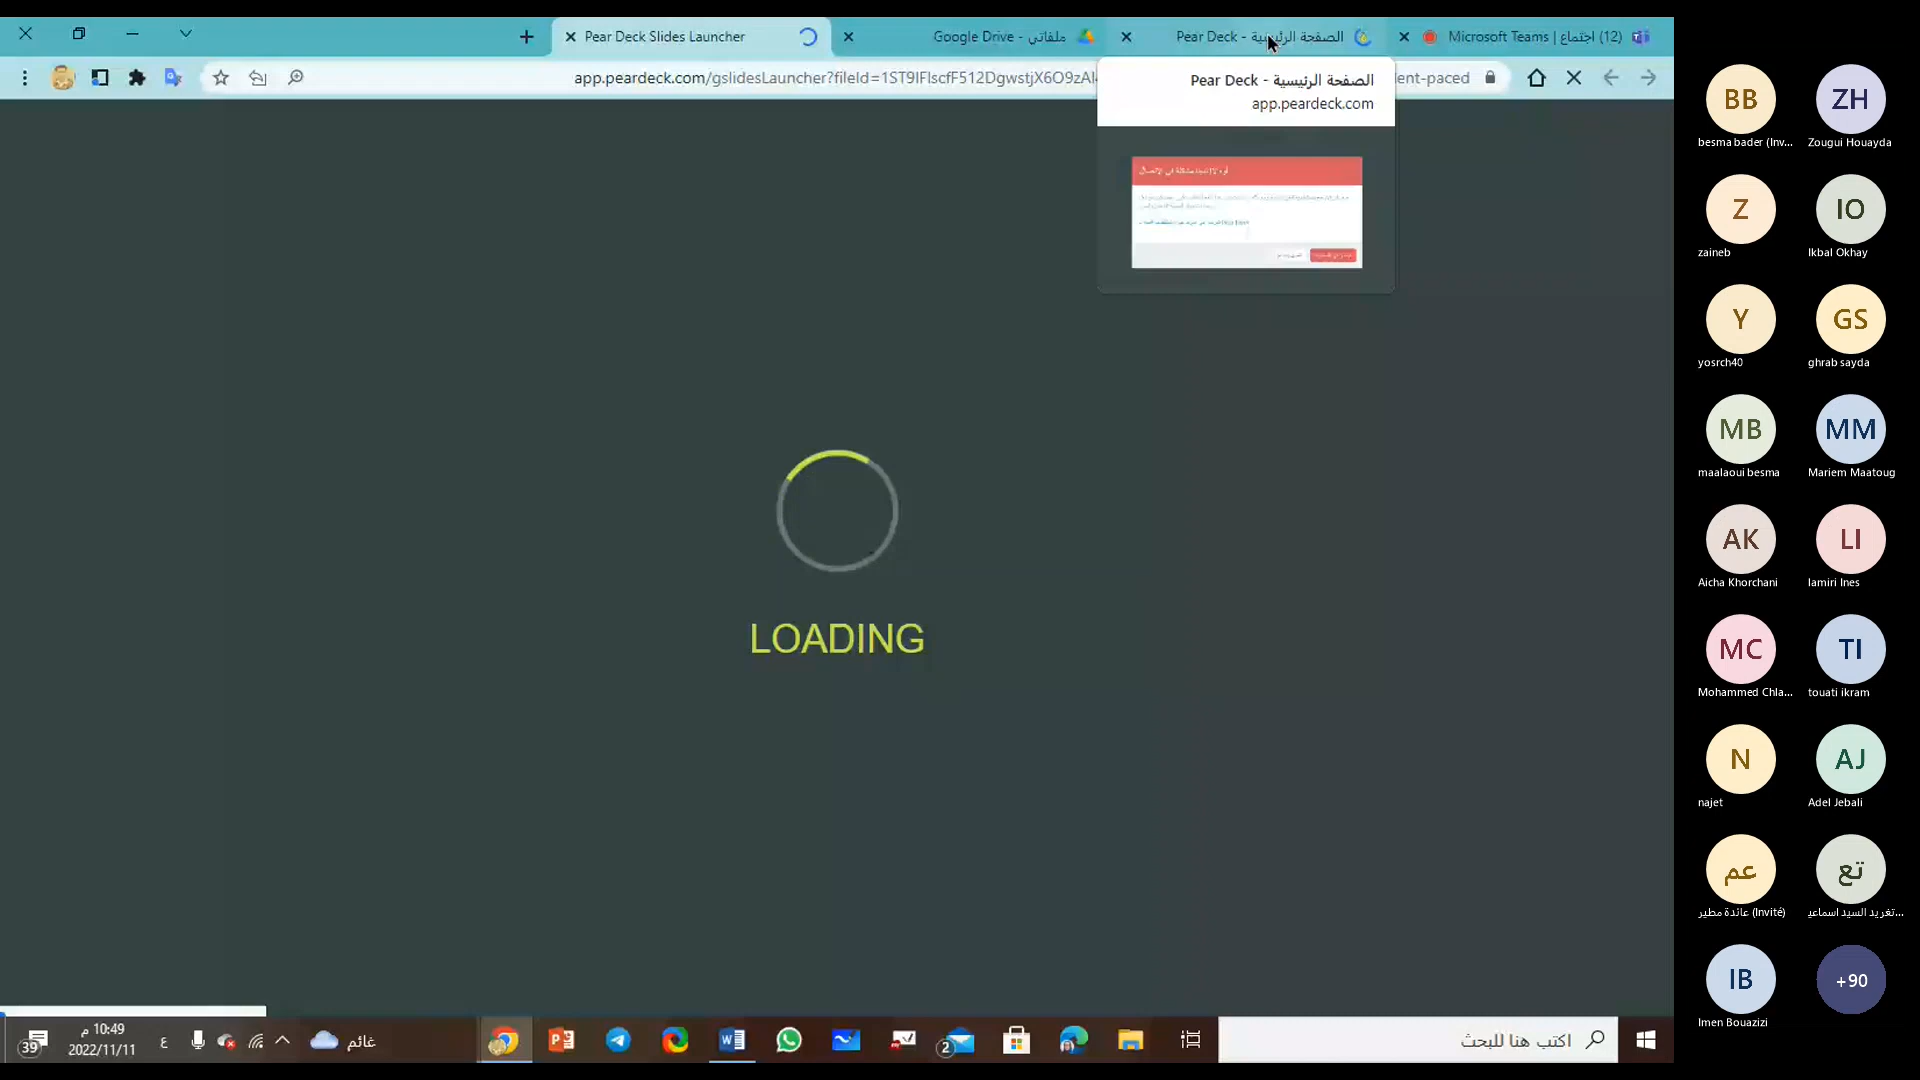 Pear Deck Slides Launcher
ملفاتي - Google Drive
الصفحة الرئيسية - Pear Deck
(12) اجتماع | Microsoft Teams
app.peardeck.com/gslidesLauncher?fileId=1ST9IFlscfF512DgwstjX6O9zAl
ent-paced
الصفحة الرئيسية - Pear Deck
app.peardeck.com
LOADING
BB
besma bader (Inv...
ZH
Zougui Houayda
Z
zaineb
IO
Ikbal Okhay
Y
yosrch40
GS
ghrab sayda
MB
maalaoui besma
MM
Mariem Maatoug
AK
Aicha Khorchani
LI
lamiri Ines
MC
Mohammed Chla...
TI
touati ikram
N
najet
AJ
Adel Jebali
عم
عائدة مطير (Invité)
تع
تغريد السيد اسماعي...
IB
Imen Bouazizi
+90
39
10:49 م
2022/11/11
ع
غائم
2
اكتب هنا للبحث